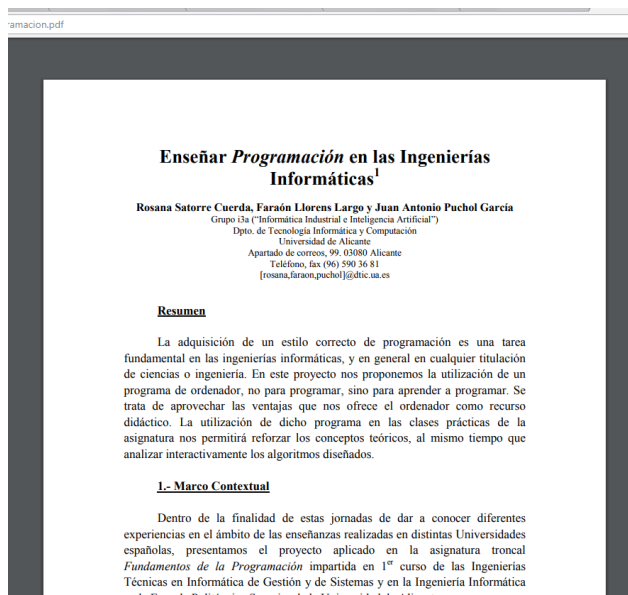 ramacion.pdf
Enseñar Programación en las Ingenierías
Informáticas1
Rosana Satorre Cuerda, Faraón Llorens Largo y Juan Antonio Puchol García
Grupo i3a ("Informática Industrial e Inteligencia Artificial")
Dpto. de Tecnología Informática y Computación
Universidad de Alicante
Apartado de correos, 99. 03080 Alicante
Teléfono, fax (96) 590 36 81
[rosana,faraon,puchol]@dtic.ua.es
Resumen
La adquisición de un estilo correcto de programación es una tarea
fundamental en las ingenierías informáticas, y en general en cualquier titulación
de ciencias o ingeniería. En este proyecto nos proponemos la utilización de un
programa de ordenador, no para programar, sino para aprender a programar. Se
trata de aprovechar las ventajas que nos ofrece el ordenador como recurso
didáctico. La utilización de dicho programa en las clases prácticas de la
asignatura nos permitirá reforzar los conceptos teóricos, al mismo tiempo que
analizar interactivamente los algoritmos diseñados.
1.- Marco Contextual
Dentro de la finalidad de estas jornadas de dar a conocer diferentes
experiencias en el ámbito de las enseñanzas realizadas en distintas Universidades
españolas, presentamos el proyecto aplicado en la asignatura troncal
Fundamentos de la Programación impartida en 1er curso de las Ingenierías
Técnicas en Informática de Gestión y de Sistemas y en la Ingeniería Informática